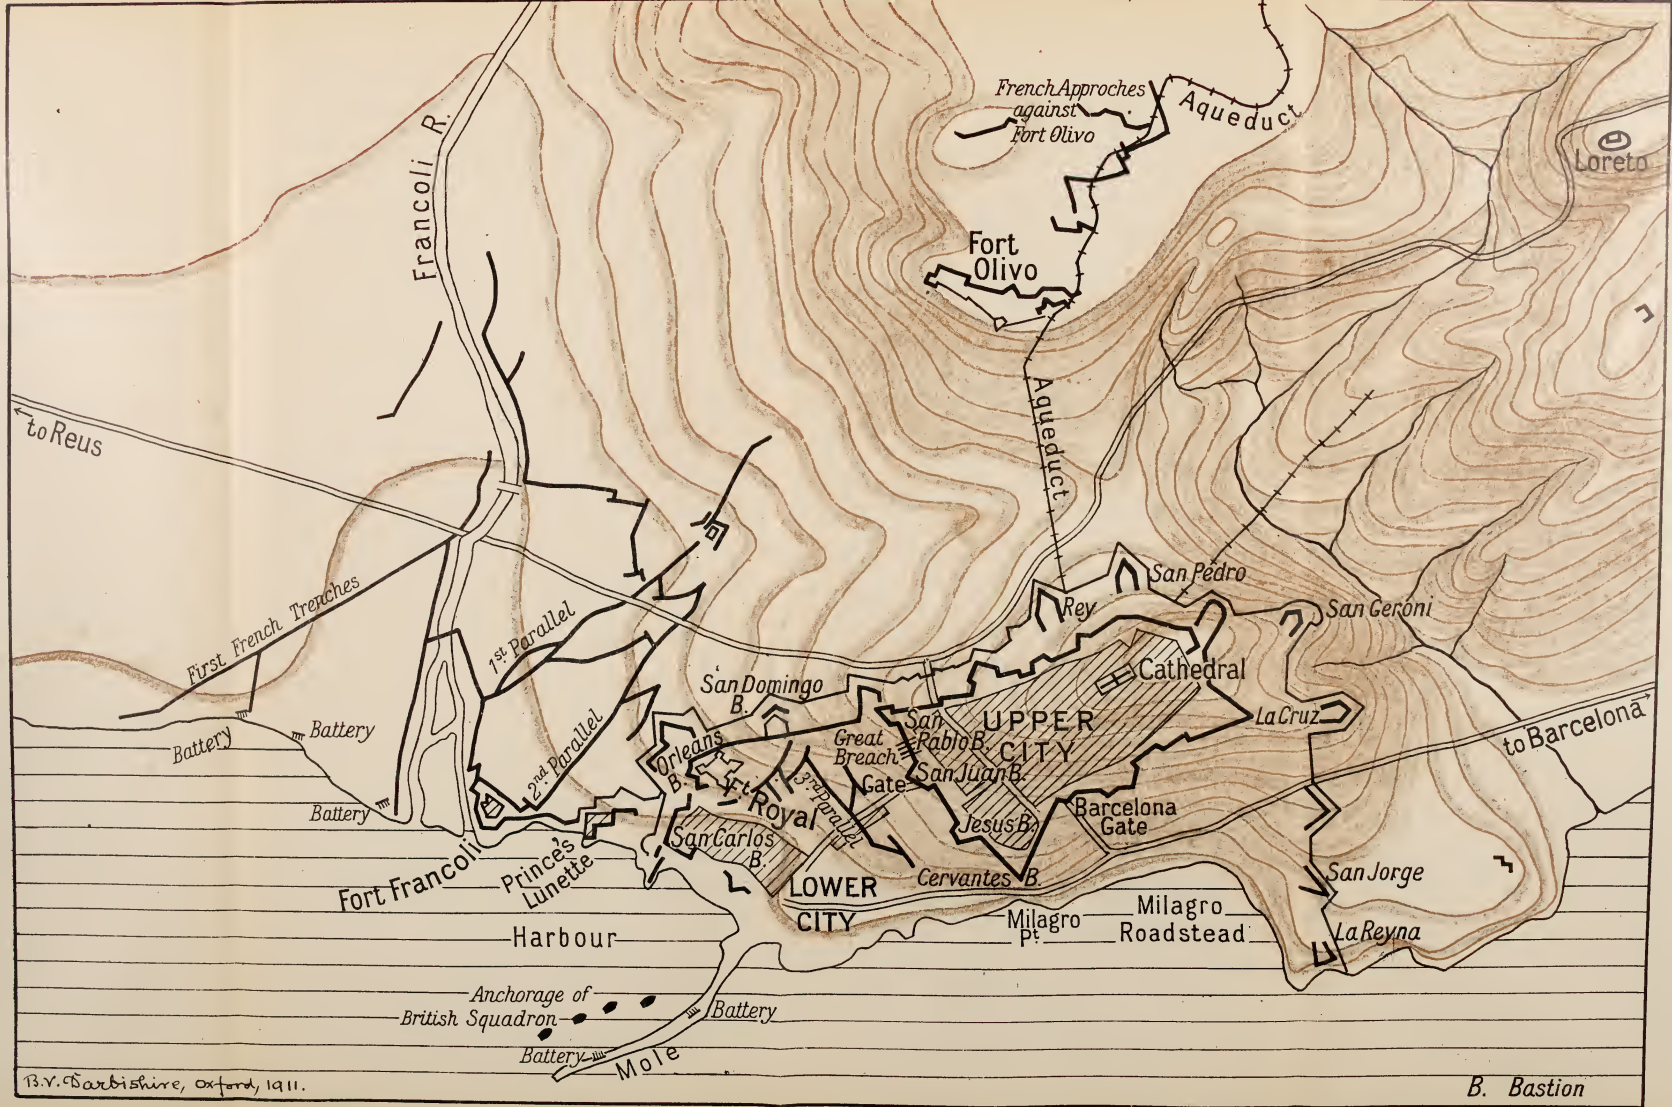 French Approches
against
Fort Olivo
Aqueduct
Loreto
Francoli R.
Fort
Olivo
Aqueduct
to Reus
First French Trenches
1st Parallel
San Pedro
Rey
San Geroni
Cathedral
San Domingo
B.
UPPER
CITY
San
Pablo B.
La Cruz
to Barcelona
Battery
Battery
2nd Parallel
Orleans
B.
Great
Breach
Gate
San Juan B.
Ft. Royal
3rd Parallel
Battery
Jesus B.
Barcelona
Gate
San Carlos
B.
Fort Francoli
Prince's
Lunette
LOWER
CITY
Cervantes B.
San Jorge
Milagro
Pt.
Milagro
Roadstead
La Reyna
Harbour
Anchorage of
British Squadron
Battery
Battery
Mole
B.V. Darbishire, Oxford, 1911.
B. Bastion